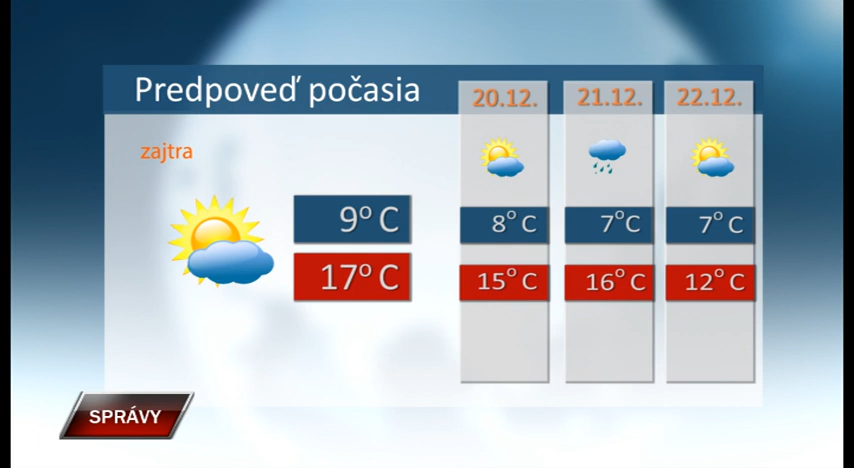 Predpoveď počasia
zajtra
9° C
17° C
20.12.
8° C
15° C
21.12.
7°C
16° C
22.12.
7° C
12° C
SPRÁVY